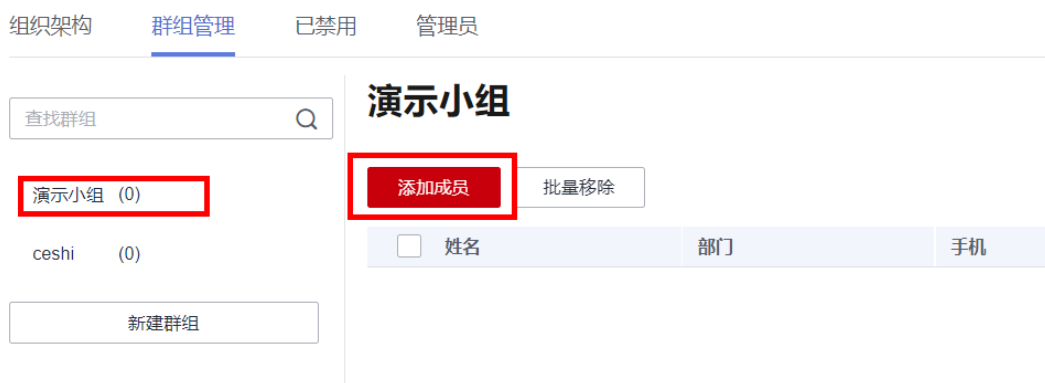 组织架构 群组管理 已禁用 管理员
查找群组
演示小组 (0)
ceshi (0)
新建群组
演示小组
添加成员 批量移除
姓名 部门 手机